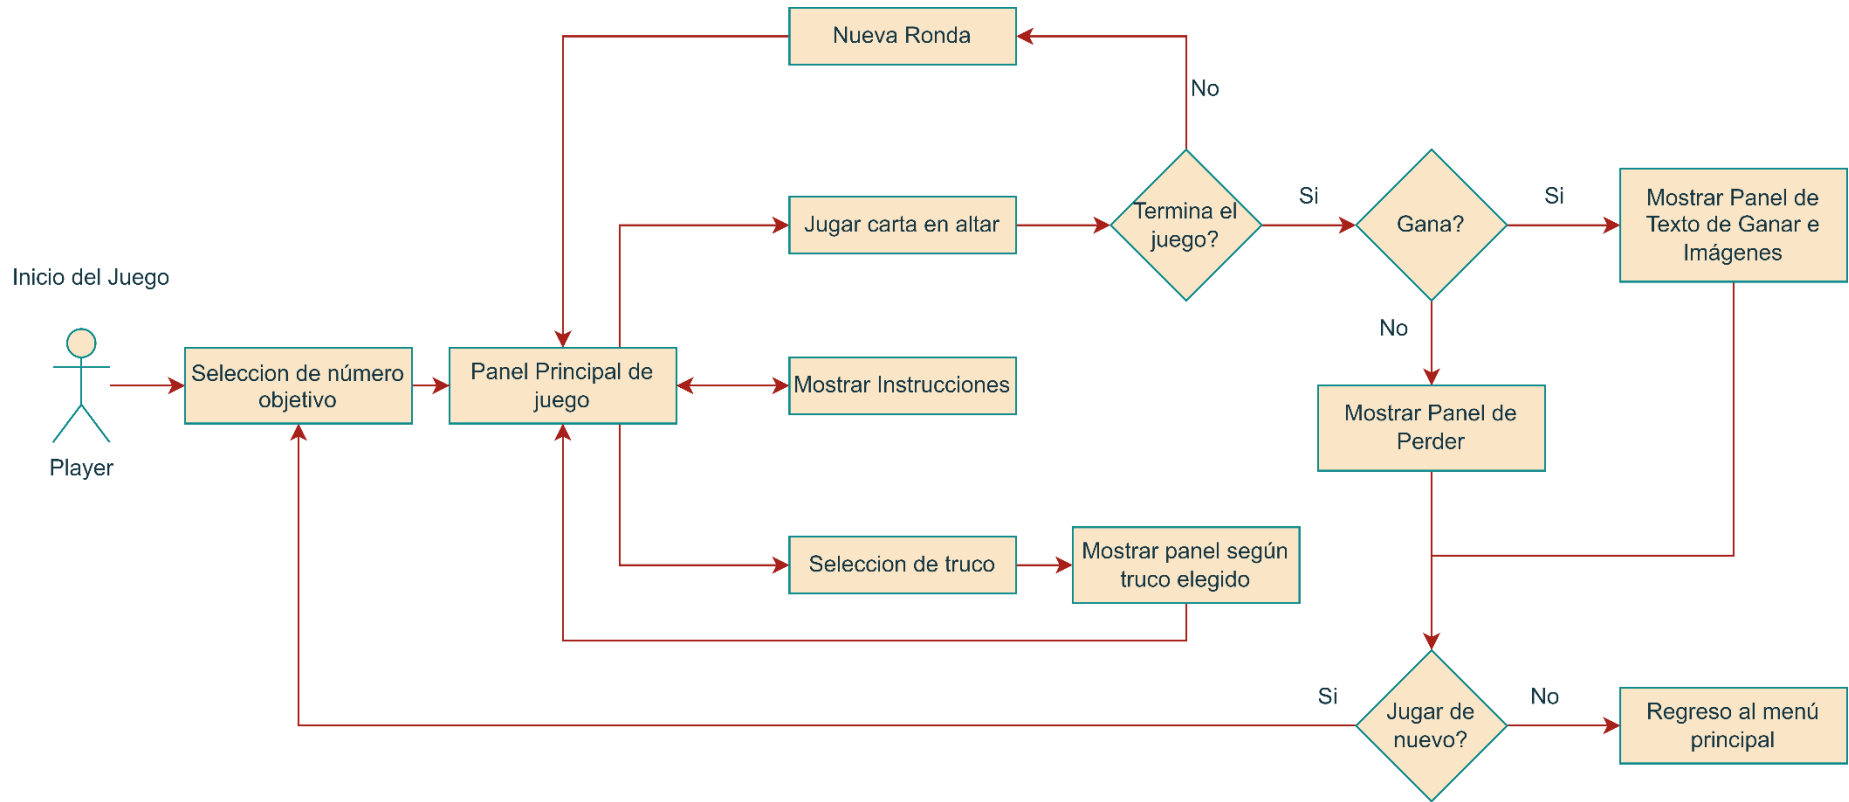 Nueva Ronda
No
Jugar carta en altar
Termina el
juego?
Si
Gana?
Si
Mostrar Panel de
Texto de Ganar e
Imágenes
Inicio del Juego
Player
Seleccion de número
objetivo
Panel Principal de
juego
Mostrar Instrucciones
No
Mostrar Panel de
Perder
Seleccion de truco
Mostrar panel según
truco elegido
Si
Jugar de
nuevo?
No
Regreso al menú
principal